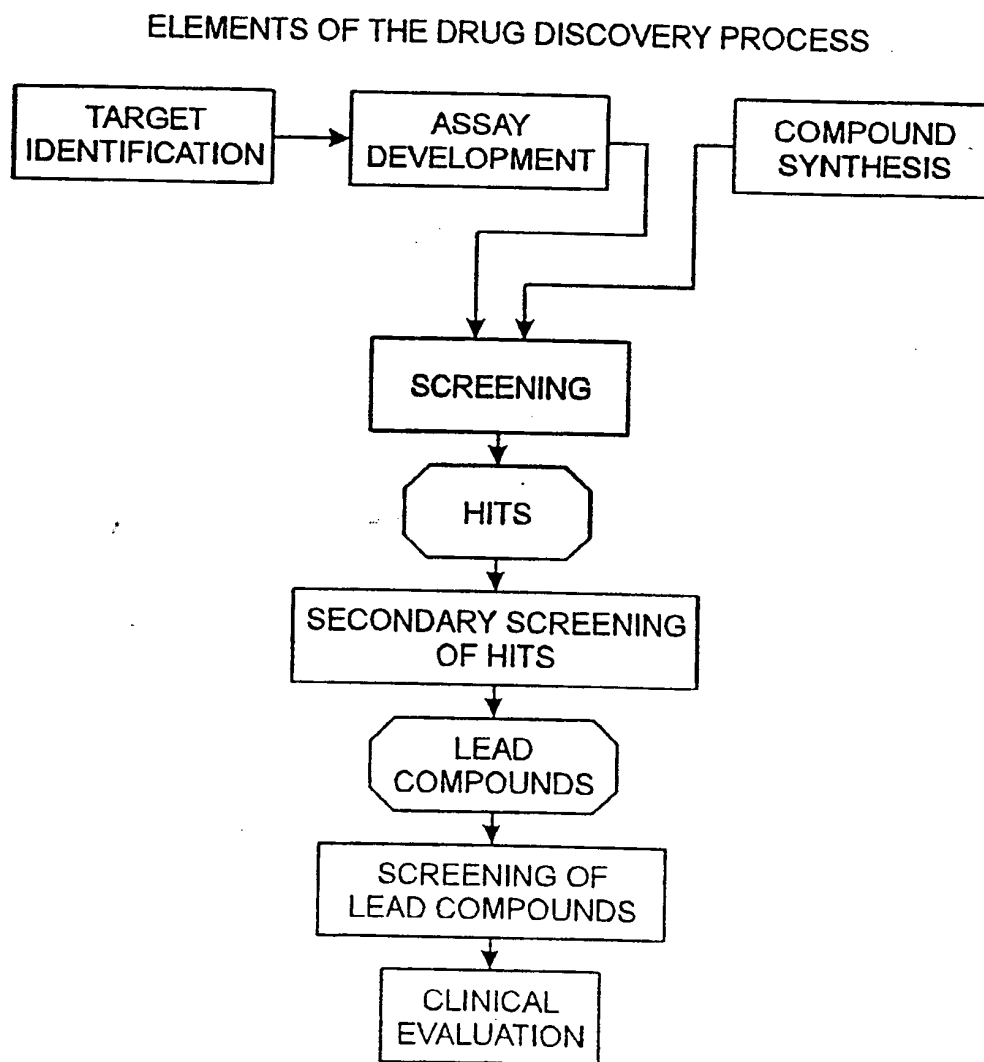 ELEMENTS OF THE DRUG DISCOVERY PROCESS
TARGET
IDENTIFICATION
ASSAY
DEVELOPMENT
COMPOUND
SYNTHESIS
SCREENING
HITS
SECONDARY SCREENING
OF HITS
LEAD
COMPOUNDS
SCREENING OF
LEAD COMPOUNDS
CLINICAL
EVALUATION